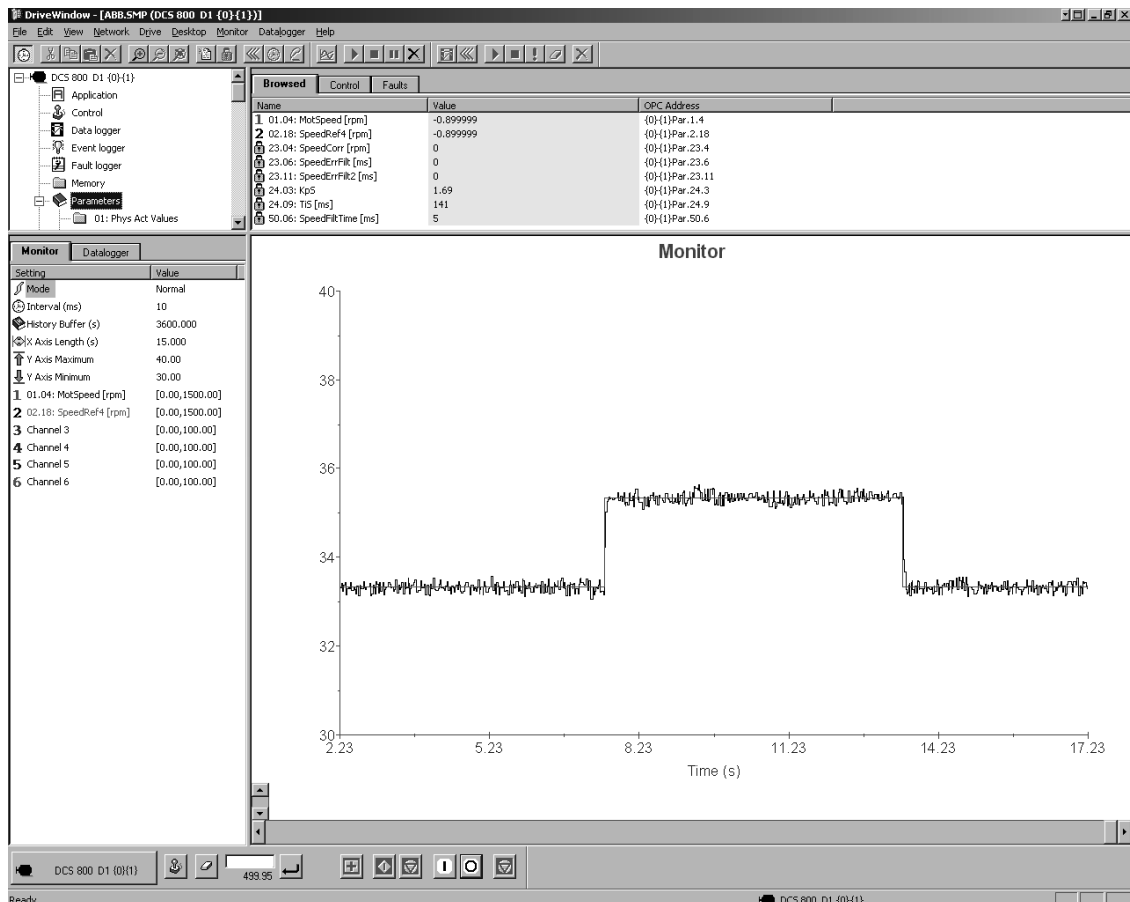 DriveWindow - [ABB.SMP (DCS 800 D1 {0}{1})]
File Edit View Network Drive Desktop Monitor Datalogger Help
DCS 800 D1 {0}{1}
Application
Control
Data logger
Event logger
Fault logger
Memory
Parameters
01: Phys Act Values
Browsed Control Faults
Name Value OPC Address
1 01.04: MotSpeed [rpm] -0.899999 {0}{1}Par.1.4
2 02.18: SpeedRef4 [rpm] -0.899999 {0}{1}Par.2.18
23.04: SpeedCorr [rpm] 0 {0}{1}Par.23.4
23.06: SpeedErrFilt [ms] 0 {0}{1}Par.23.6
23.11: SpeedErrFilt2 [ms] 0 {0}{1}Par.23.11
24.03: KpS 1.69 {0}{1}Par.24.3
24.09: TiS [ms] 141 {0}{1}Par.24.9
50.06: SpeedFiltTime [ms] 5 {0}{1}Par.50.6
Monitor Datalogger
Setting Value
Mode Normal
Interval (ms) 10
History Buffer (s) 3600.000
X Axis Length (s) 15.000
Y Axis Maximum 40.00
Y Axis Minimum 30.00
1 01.04: MotSpeed [rpm] [0.00,1500.00]
2 02.18: SpeedRef4 [rpm] [0.00,1500.00]
3 Channel 3 [0.00,100.00]
4 Channel 4 [0.00,100.00]
5 Channel 5 [0.00,100.00]
6 Channel 6 [0.00,100.00]
Monitor
40
38
36
34
32
30
2.23 5.23 8.23 11.23 14.23 17.23
Time (s)
DCS 800 D1 {0}{1}
499.95
Ready
DCS 800 D1 {0}{1}